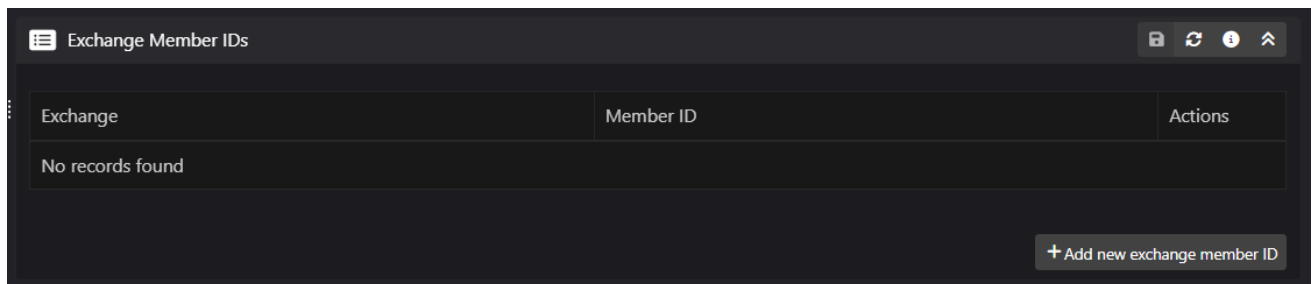 Exchange Member IDs
Exchange Member ID Actions
No records found
+ Add new exchange member ID